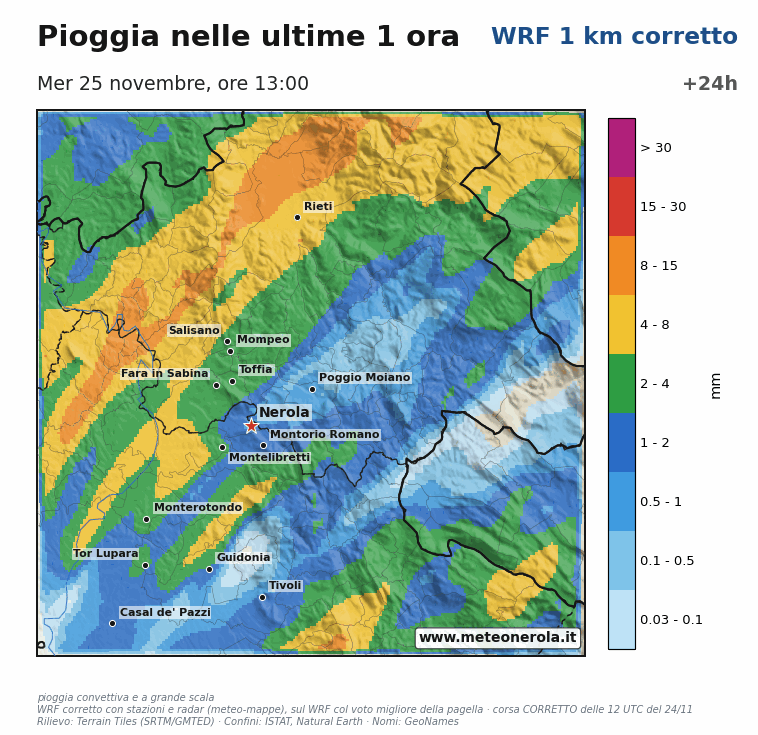 Pioggia nelle ultime 1 ora
WRF 1 km corretto
Mer 25 novembre, ore 13:00
+24h
Rieti
Salisano
Mompeo
Fara in Sabina
Toffia
Poggio Moiano
Nerola
Montorio Romano
Montelibretti
Monterotondo
Tor Lupara
Guidonia
Tivoli
Casal de' Pazzi
www.meteonerola.it
> 30
15 - 30
8 - 15
4 - 8
2 - 4
1 - 2
0.5 - 1
0.1 - 0.5
0.03 - 0.1
mm
pioggia convettiva e a grande scala
WRF corretto con stazioni e radar (meteo-mappe), sul WRF col voto migliore della pagella · corsa CORRETTO delle 12 UTC del 24/11
Rilievo: Terrain Tiles (SRTM/GMTED) · Confini: ISTAT, Natural Earth · Nomi: GeoNames